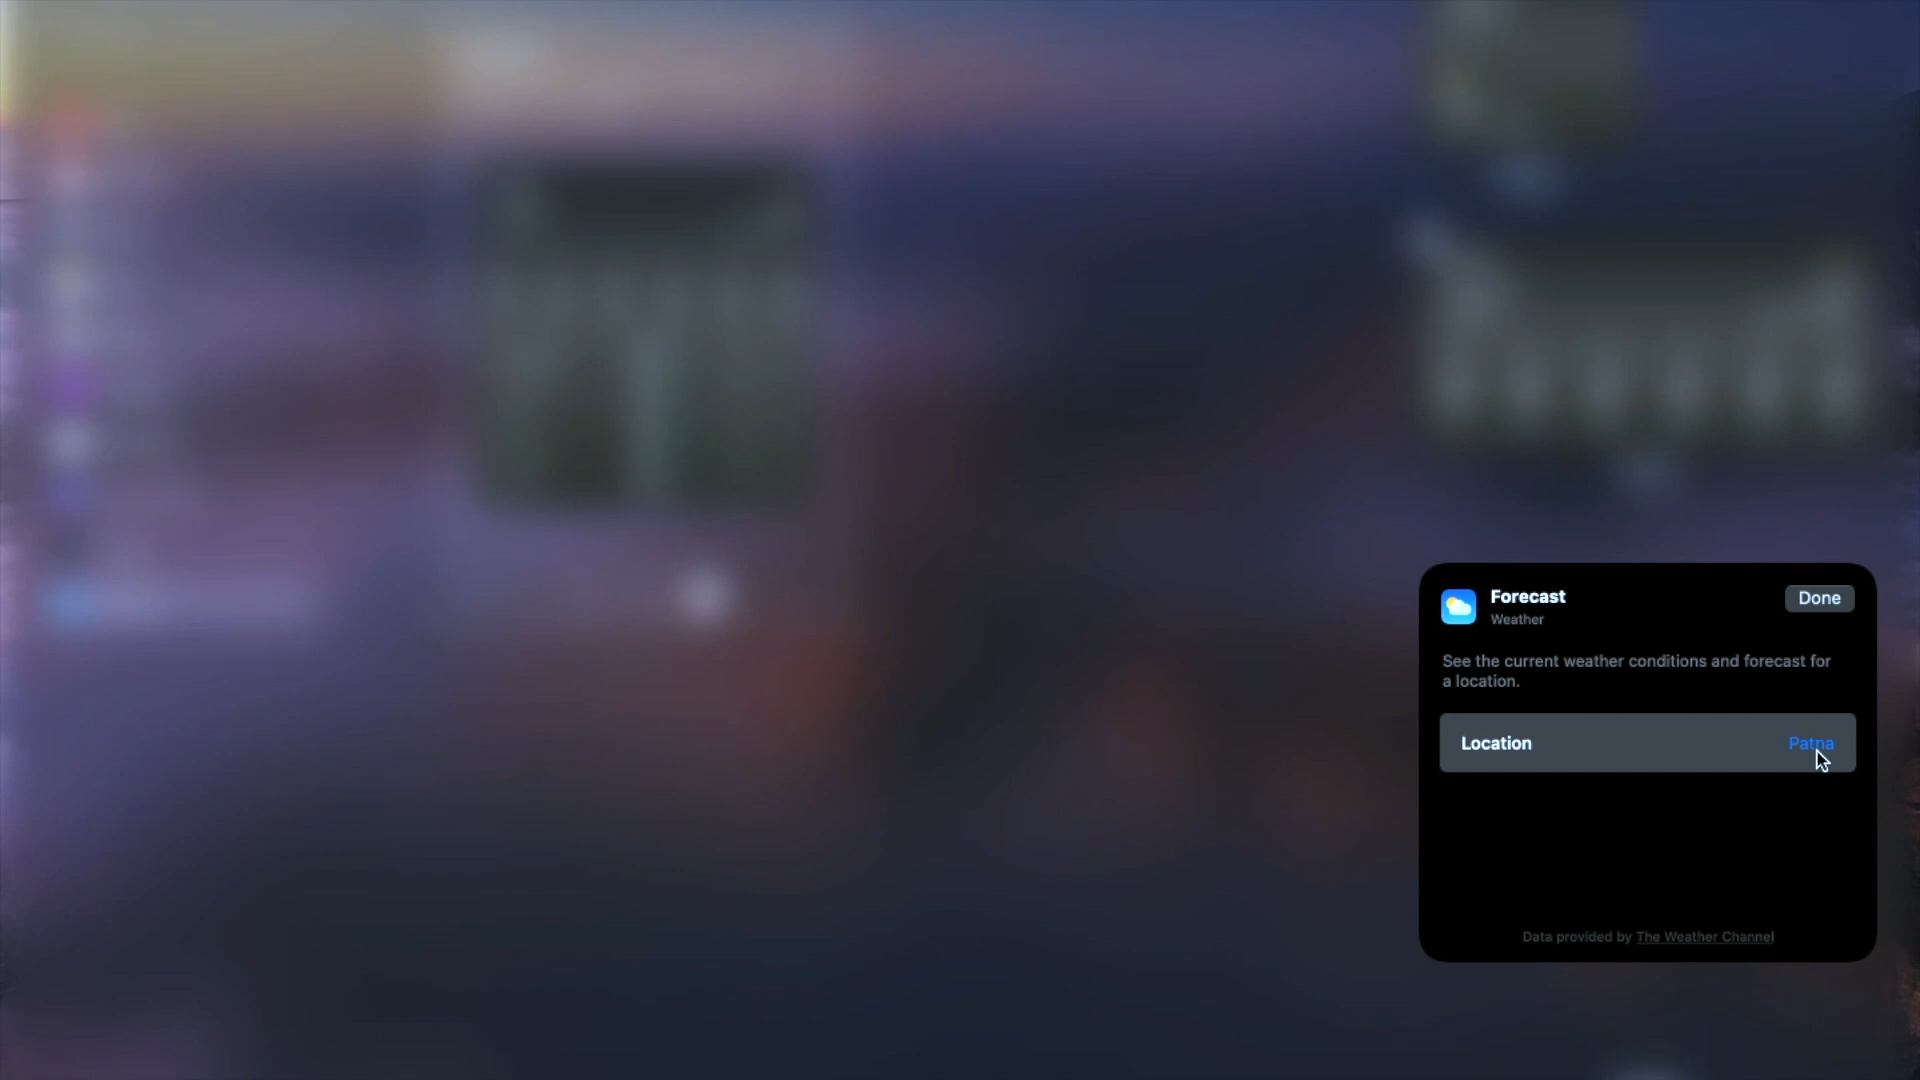 Forecast
Done
Weather
See the current weather conditions and forecast for
a location.
Location
Patna
Data provided by The Weather Channel